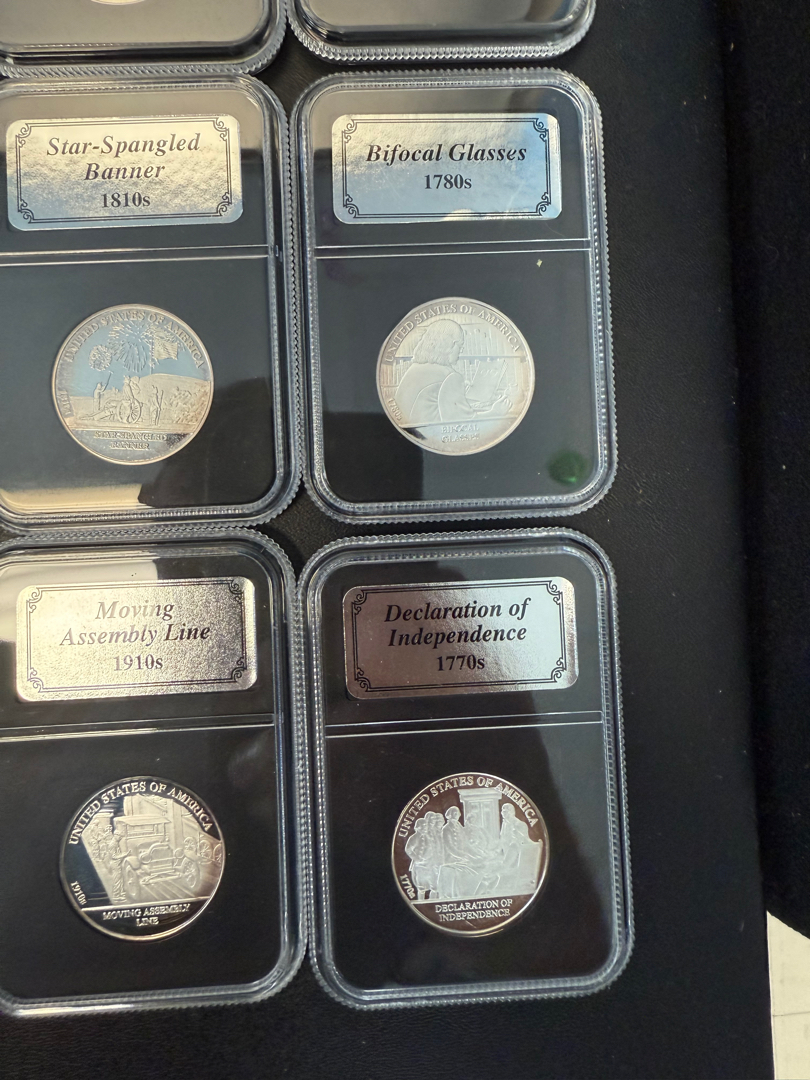 Star-Spangled
Banner
1810s
UNITED STATES OF AMERICA
STAR-SPANGLED
BANNER
Bifocal Glasses
1780s
UNITED STATES OF AMERICA
1780s
BIFOCAL
GLASSES
Moving
Assembly Line
1910s
UNITED STATES OF AMERICA
1910s
MOVING ASSEMBLY
LINE
Declaration of
Independence
1770s
UNITED STATES OF AMERICA
1770s
DECLARATION OF
INDEPENDENCE